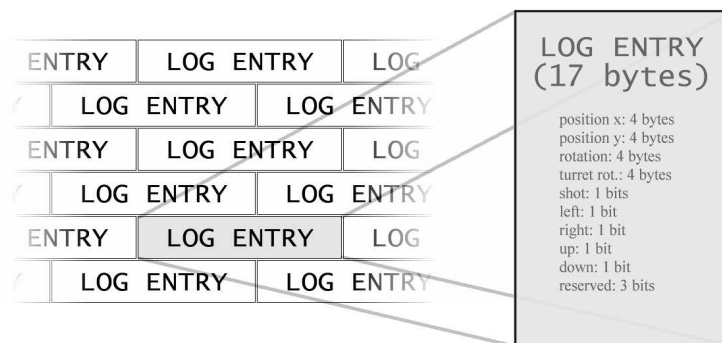 ENTRY LOG ENTRY LOG
LOG ENTRY LOG ENTRY
ENTRY LOG ENTRY LOG
LOG ENTRY LOG ENTRY
ENTRY LOG ENTRY LOG
LOG ENTRY LOG ENTRY
LOG ENTRY
(17 bytes)
position x: 4 bytes
position y: 4 bytes
rotation: 4 bytes
turret rot.: 4 bytes
shot: 1 bits
left: 1 bit
right: 1 bit
up: 1 bit
down: 1 bit
reserved: 3 bits